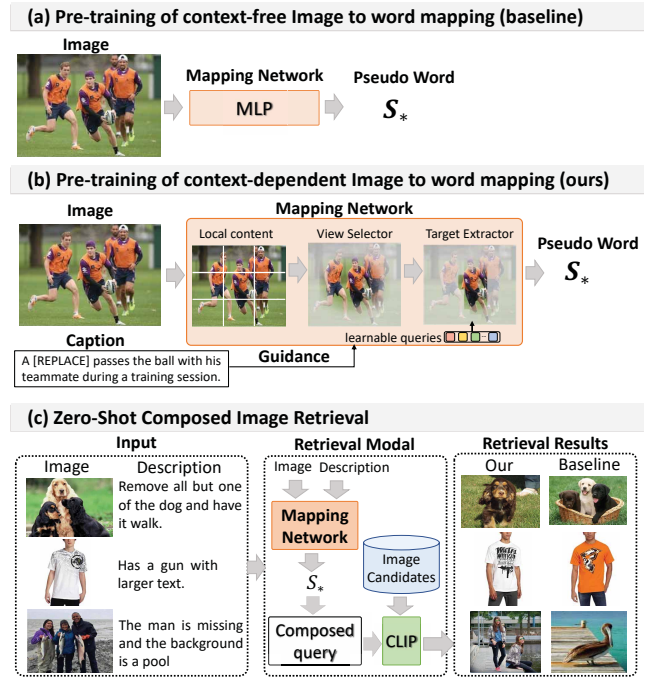 (a) Pre-training of context-free Image to word mapping (baseline)
Image
Mapping Network
Pseudo Word
MLP
S*
(b) Pre-training of context-dependent Image to word mapping (ours)
Image
Mapping Network
Local content
View Selector
Target Extractor
Pseudo Word
S*
learnable queries
Caption
Guidance
A [REPLACE] passes the ball with his
teammate during a training session.
(c) Zero-Shot Composed Image Retrieval
Input
Retrieval Modal
Retrieval Results
Image
Description
Image
Description
Our
Baseline
Remove all but one
of the dog and have
it walk.
Mapping
Network
Has a gun with
larger text.
Image
Candidates
S*
The man is missing
and the background
is a pool
Composed
query
CLIP